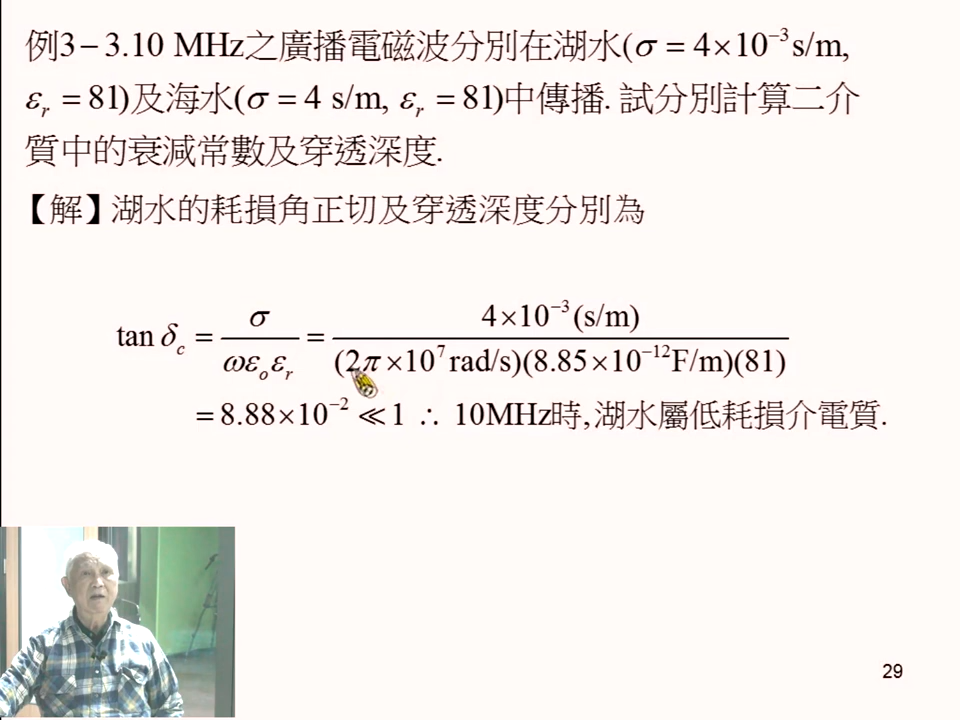 例3－3.10 MHz之廣播電磁波分別在湖水(σ = 4×10⁻³ s/m,
εᵣ = 81)及海水(σ = 4 s/m, εᵣ = 81)中傳播. 試分別計算二介
質中的衰減常數及穿透深度.
【解】湖水的耗損角正切及穿透深度分別為
tan δ_c = σ/(ωε_oε_r) = 4×10⁻³(s/m)/((2π×10⁷ rad/s)(8.85×10⁻¹²F/m)(81))
= 8.88×10⁻² ≪1 ∴ 10MHz時,湖水屬低耗損介電質.
29